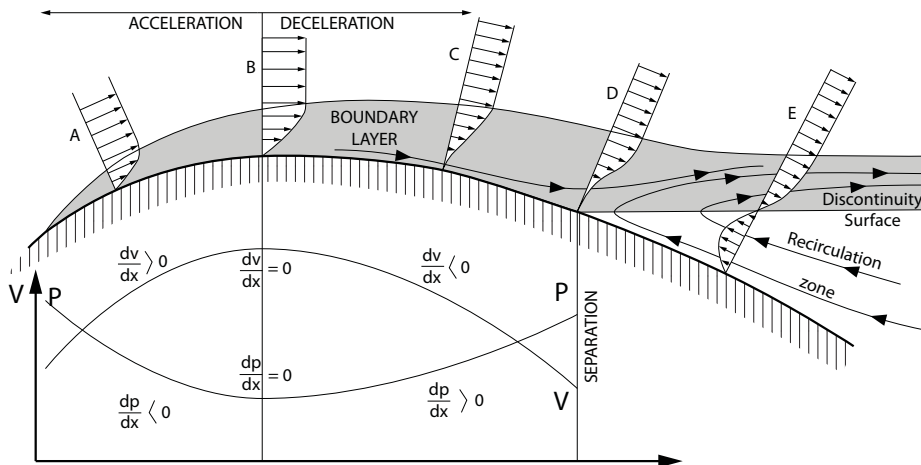 ACCELERATION DECELERATION
A
B
C
D
E
BOUNDARY
LAYER
Discontinuity
Surface
Recirculation
zone
dv/dx 〉 0
dv/dx = 0
dv/dx 〈 0
V
P
P
dp/dx = 0
dp/dx 〈 0
dp/dx 〉 0
V
SEPARATION